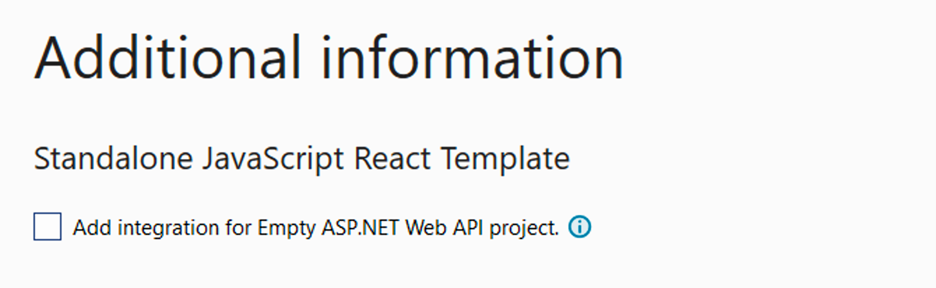 Additional information
Standalone JavaScript React Template
Add integration for Empty ASP.NET Web API project.